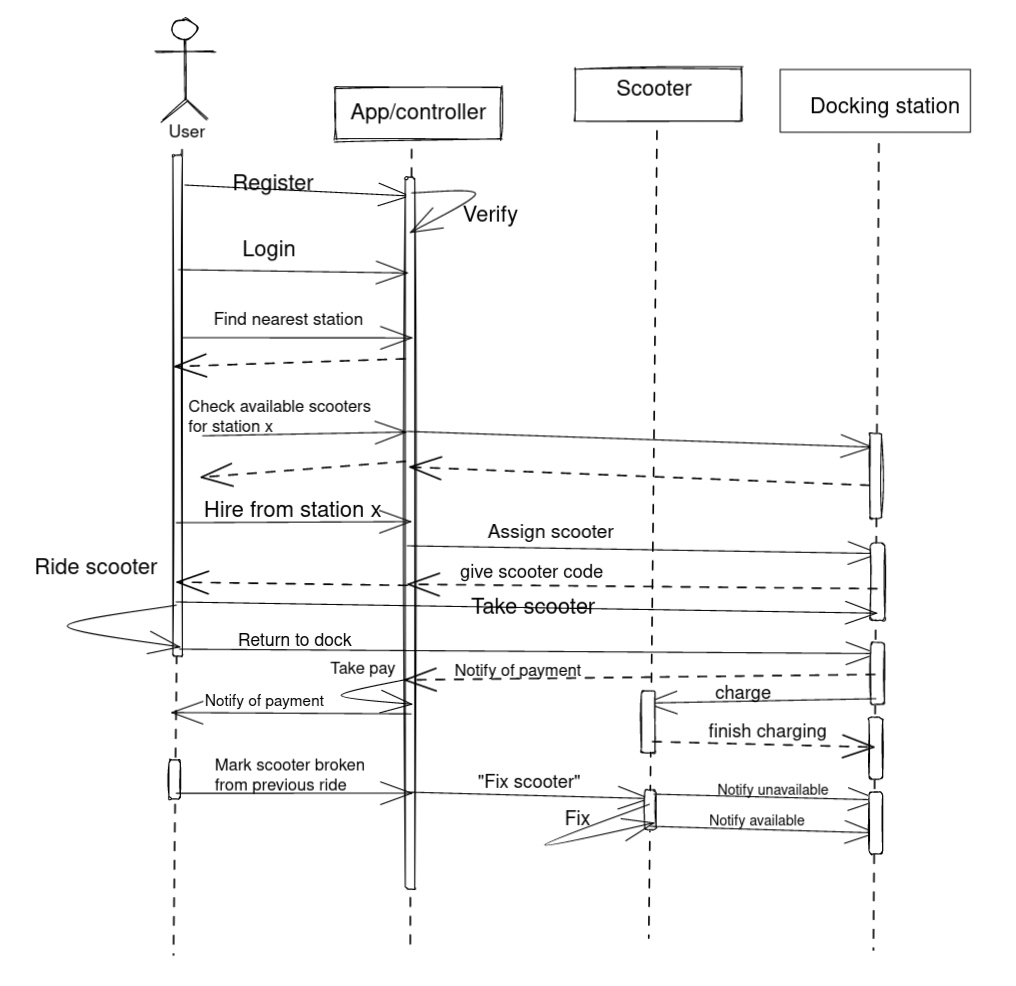 User
App/controller
Scooter
Docking station
Register
Verify
Login
Find nearest station
Check available scooters
for station x
Hire from station x
Assign scooter
Ride scooter
give scooter code
Take scooter
Return to dock
Take pay
Notify of payment
Notify of payment
charge
finish charging
Mark scooter broken
from previous ride
"Fix scooter"
Notify unavailable
Fix
Notify available